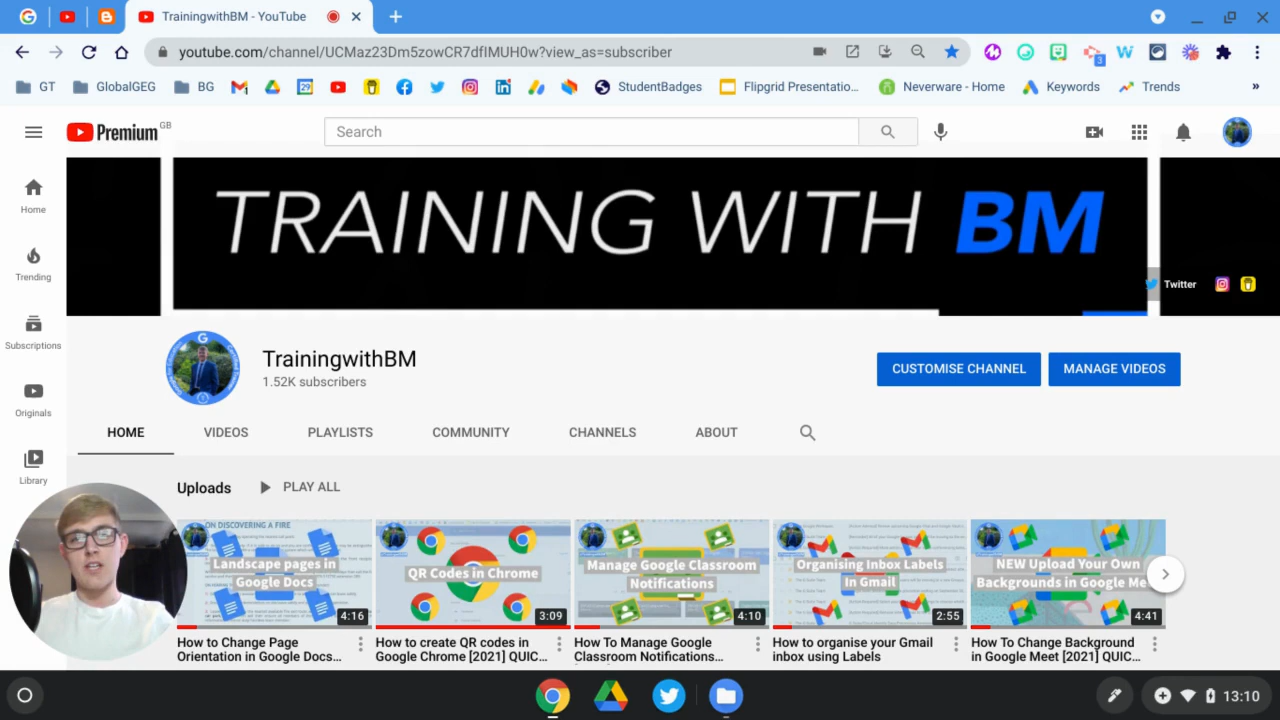 TrainingwithBM - YouTube
youtube.com/channel/UCMaz23Dm5zowCR7dfIMUH0w?view_as=subscriber
3
GT
GlobalGEG
BG
29
StudentBadges
Flipgrid Presentatio...
Neverware - Home
Keywords
Trends
»
Premium GB
Search
TRAINING WITH BM
Twitter
Home
Trending
Subscriptions
Originals
Library
TrainingwithBM
1.52K subscribers
CUSTOMISE CHANNEL
MANAGE VIDEOS
HOME
VIDEOS
PLAYLISTS
COMMUNITY
CHANNELS
ABOUT
Uploads
PLAY ALL
ON DISCOVERING A FIRE
Landscape pages in
Google Docs
4:16
How to Change Page
Orientation in Google Docs...
QR Codes in Chrome
3:09
How to create QR codes in
Google Chrome [2021] QUIC...
Manage Google Classroom
Notifications
4:10
How To Manage Google
Classroom Notifications...
Organising Inbox Labels
In Gmail
2:55
How to organise your Gmail
inbox using Labels
NEW Upload Your Own
Backgrounds in Google Me
4:41
How To Change Background
in Google Meet [2021] QUIC...
13:10